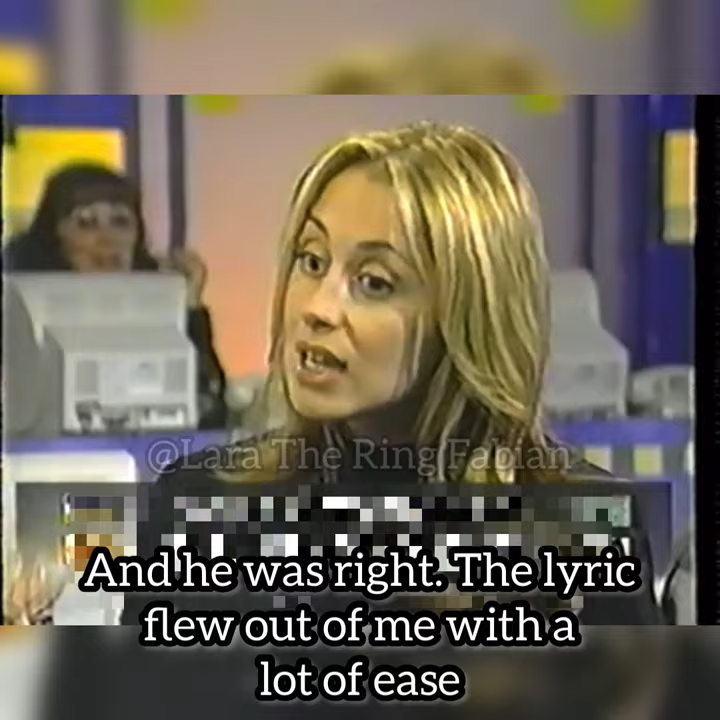 @Lara The Ring Fabian
And he was right. The lyric
flew out of me with a
lot of ease